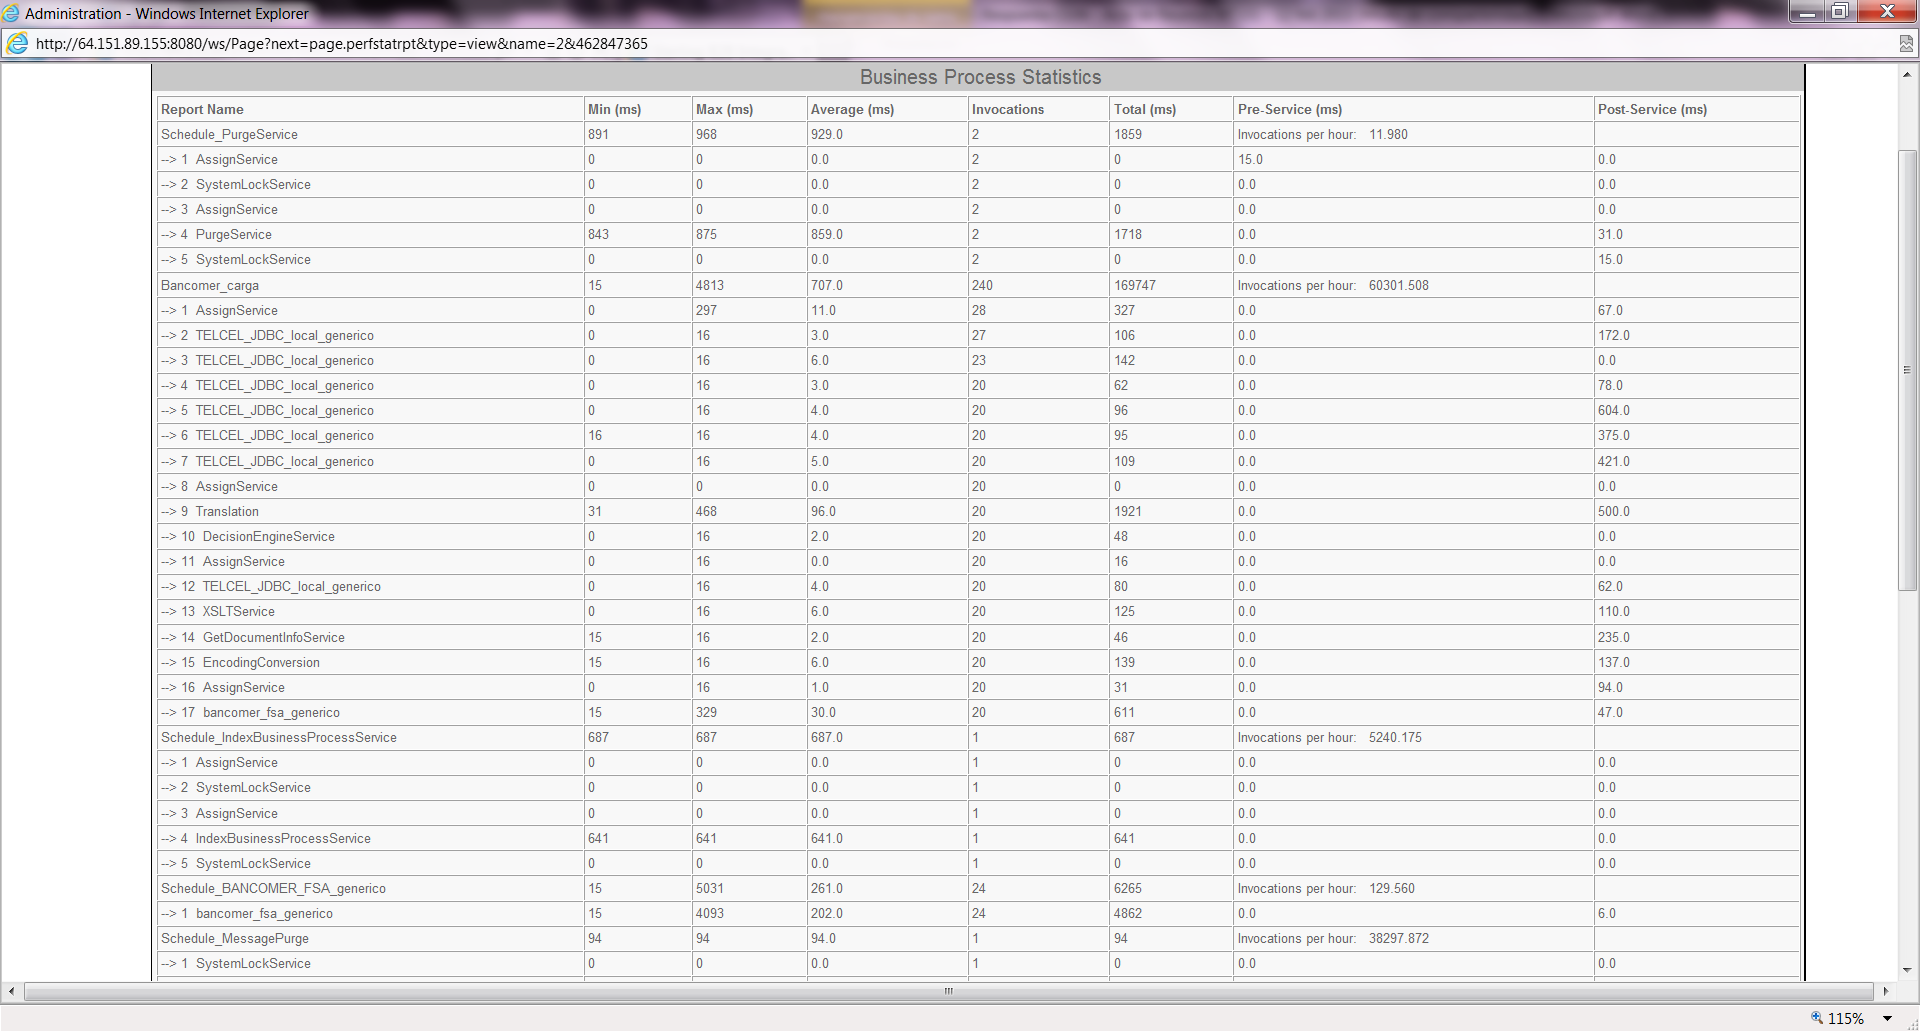 Administration - Windows Internet Explorer
http://64.151.89.155:8080/ws/Page?next=page.perfstatrpt&type=view&name=2&462847365
Business Process Statistics
Report Name Min (ms) Max (ms) Average (ms) Invocations Total (ms) Pre-Service (ms) Post-Service (ms)
Schedule_PurgeService 891 968 929.0 2 1859 Invocations per hour: 11.980
--> 1 AssignService 0 0 0.0 2 0 15.0 0.0
--> 2 SystemLockService 0 0 0.0 2 0 0.0 0.0
--> 3 AssignService 0 0 0.0 2 0 0.0 0.0
--> 4 PurgeService 843 875 859.0 2 1718 0.0 31.0
--> 5 SystemLockService 0 0 0.0 2 0 0.0 15.0
Bancomer_carga 15 4813 707.0 240 169747 Invocations per hour: 60301.508
--> 1 AssignService 0 297 11.0 28 327 0.0 67.0
--> 2 TELCEL_JDBC_local_generico 0 16 3.0 27 106 0.0 172.0
--> 3 TELCEL_JDBC_local_generico 0 16 6.0 23 142 0.0 0.0
--> 4 TELCEL_JDBC_local_generico 0 16 3.0 20 62 0.0 78.0
--> 5 TELCEL_JDBC_local_generico 0 16 4.0 20 96 0.0 604.0
--> 6 TELCEL_JDBC_local_generico 16 16 4.0 20 95 0.0 375.0
--> 7 TELCEL_JDBC_local_generico 0 16 5.0 20 109 0.0 421.0
--> 8 AssignService 0 0 0.0 20 0 0.0 0.0
--> 9 Translation 31 468 96.0 20 1921 0.0 500.0
--> 10 DecisionEngineService 0 16 2.0 20 48 0.0 0.0
--> 11 AssignService 0 16 0.0 20 16 0.0 0.0
--> 12 TELCEL_JDBC_local_generico 0 16 4.0 20 80 0.0 62.0
--> 13 XSLTService 0 16 6.0 20 125 0.0 110.0
--> 14 GetDocumentInfoService 15 16 2.0 20 46 0.0 235.0
--> 15 EncodingConversion 15 16 6.0 20 139 0.0 137.0
--> 16 AssignService 0 16 1.0 20 31 0.0 94.0
--> 17 bancomer_fsa_generico 15 329 30.0 20 611 0.0 47.0
Schedule_IndexBusinessProcessService 687 687 687.0 1 687 Invocations per hour: 5240.175
--> 1 AssignService 0 0 0.0 1 0 0.0 0.0
--> 2 SystemLockService 0 0 0.0 1 0 0.0 0.0
--> 3 AssignService 0 0 0.0 1 0 0.0 0.0
--> 4 IndexBusinessProcessService 641 641 641.0 1 641 0.0 0.0
--> 5 SystemLockService 0 0 0.0 1 0 0.0 0.0
Schedule_BANCOMER_FSA_generico 15 5031 261.0 24 6265 Invocations per hour: 129.560
--> 1 bancomer_fsa_generico 15 4093 202.0 24 4862 0.0 6.0
Schedule_MessagePurge 94 94 94.0 1 94 Invocations per hour: 38297.872
--> 1 SystemLockService 0 0 0.0 1 0 0.0 0.0
115%